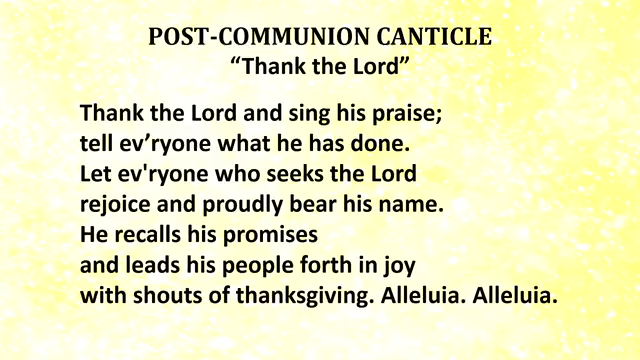 POST-COMMUNION CANTICLE
“Thank the Lord”
Thank the Lord and sing his praise;
tell ev’ryone what he has done.
Let ev'ryone who seeks the Lord
rejoice and proudly bear his name.
He recalls his promises
and leads his people forth in joy
with shouts of thanksgiving. Alleluia. Alleluia.